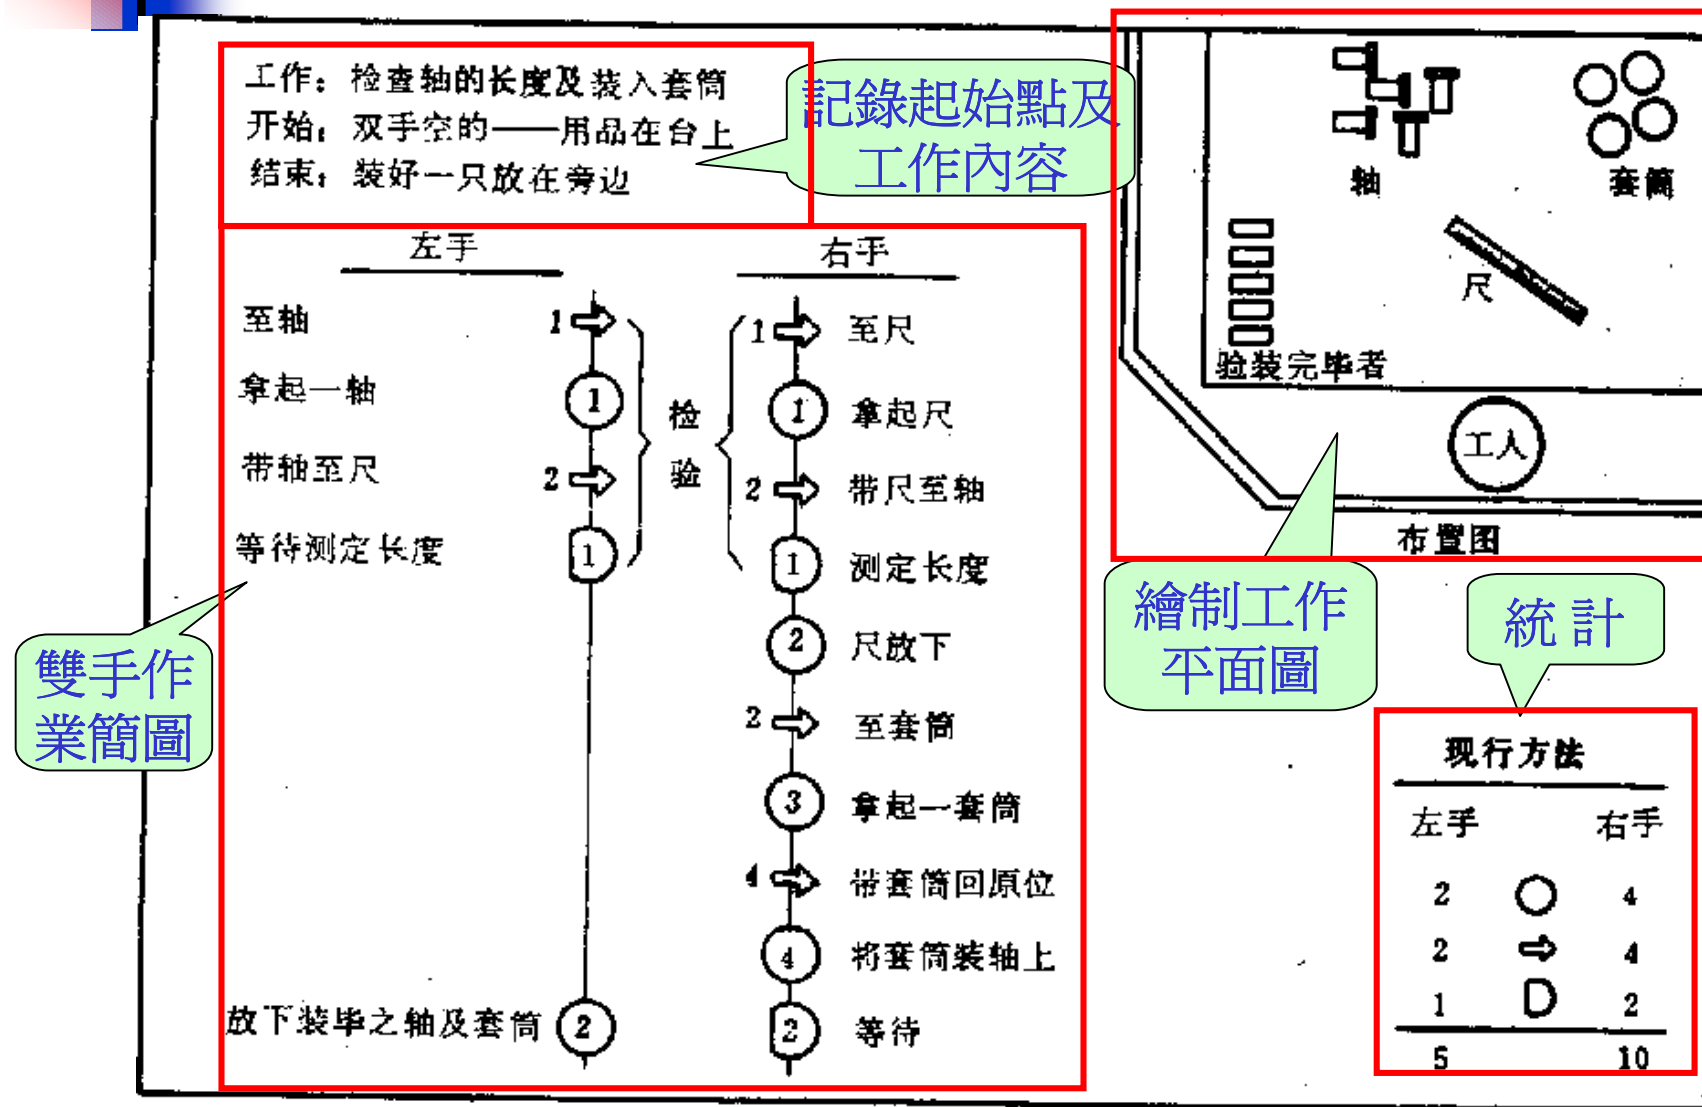 工作：检查轴的长度及装入套筒
开始：双手空的——用品在台上
结束：装好一只放在旁边
記錄起始點及
工作內容
左手
右手
至轴 1
1 至尺
拿起一轴 1
1 拿起尺
检
验
带轴至尺 2
2 带尺至轴
等待测定长度 1
1 测定长度
2 尺放下
2 至套筒
3 拿起一套筒
4 带套筒回原位
4 将套筒装轴上
放下装毕之轴及套筒 2
2 等待
雙手作
業簡圖
轴
套筒
尺
验装完毕者
工人
布置图
繪制工作
平面圖
統 計
现行方法
左手 右手
2 4
2 4
1 D 2
5 10